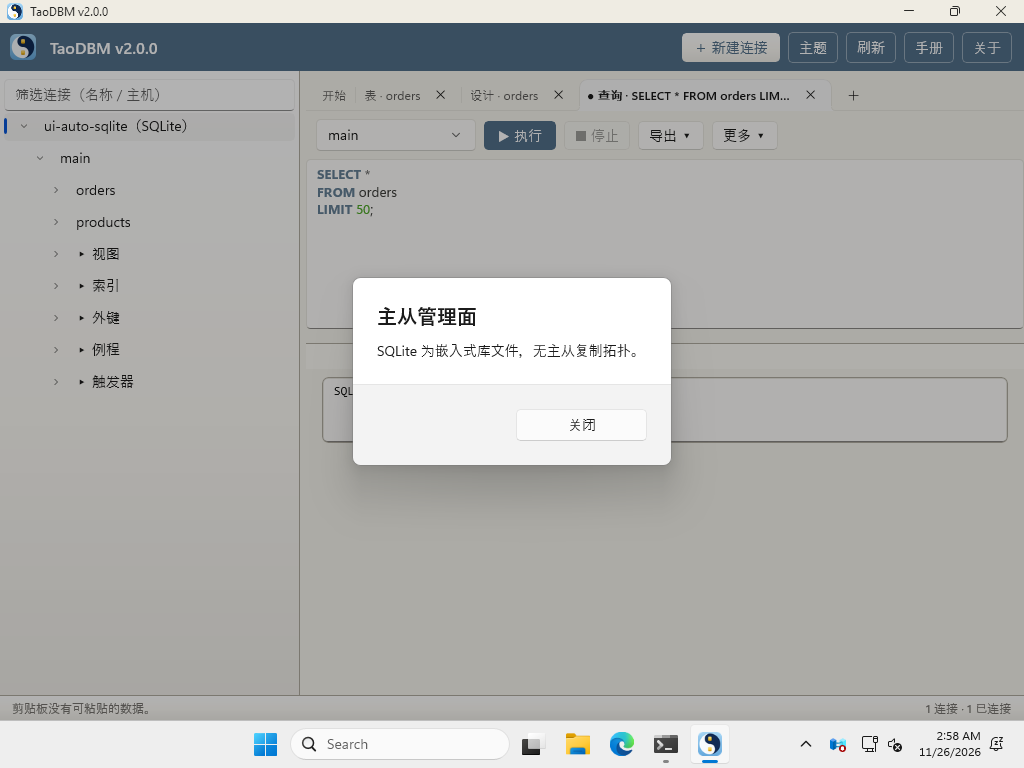 TaoDBM v2.0.0
TaoDBM v2.0.0
+ 新建连接
主题
刷新
手册
关于
筛选连接（名称 / 主机）
ui-auto-sqlite（SQLite）
main
orders
products
视图
索引
外键
例程
触发器
开始
表 · orders
设计 · orders
● 查询 · SELECT * FROM orders LIM...
main
执行
停止
导出
更多
SELECT *
FROM orders
LIMIT 50;
主从管理面
SQLite 为嵌入式库文件，无主从复制拓扑。
关闭
SQL
剪贴板没有可粘贴的数据。
1 连接 · 1 已连接
Search
2:58 AM
11/26/2026